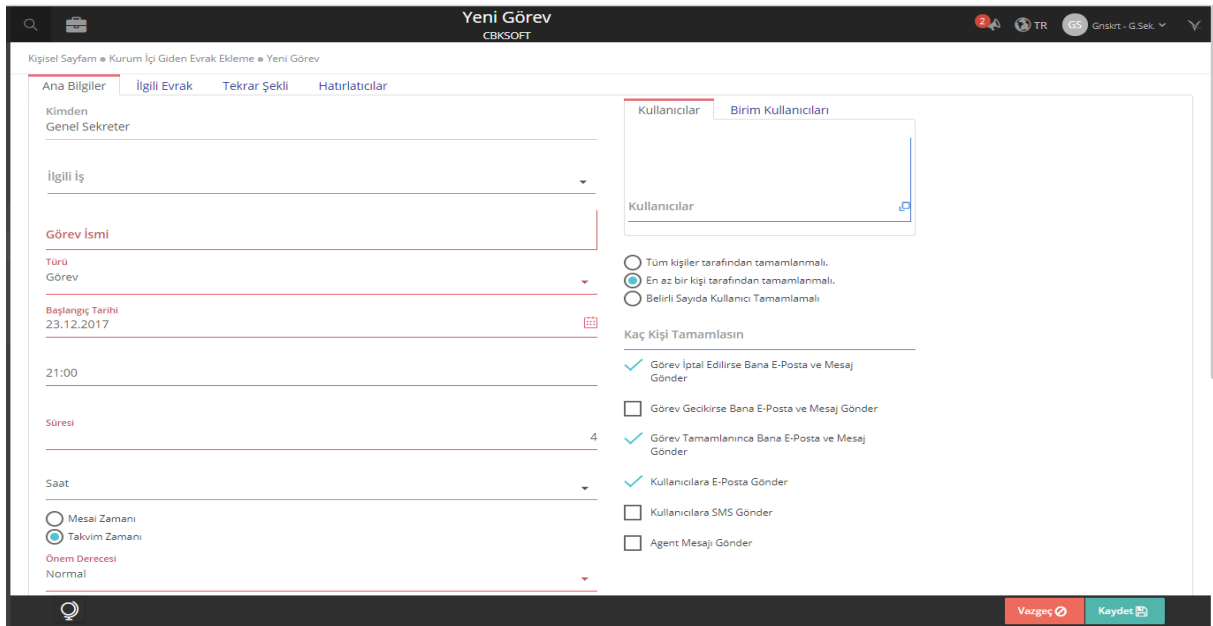 Yeni Görev
CBKSOFT
2
TR
GS
Gnskrt - G.Sek.
Kişisel Sayfam ● Kurum İçi Giden Evrak Ekleme ● Yeni Görev
Ana Bilgiler
İlgili Evrak
Tekrar Şekli
Hatırlatıcılar
Kimden
Genel Sekreter
İlgili İş
Görev İsmi
Türü
Görev
Başlangıç Tarihi
23.12.2017
21:00
Süresi
4
Saat
Mesai Zamanı
Takvim Zamanı
Önem Derecesi
Normal
Kullanıcılar
Birim Kullanıcıları
Kullanıcılar
Tüm kişiler tarafından tamamlanmalı.
En az bir kişi tarafından tamamlanmalı.
Belirli Sayıda Kullanıcı Tamamlamalı
Kaç Kişi Tamamlasın
Görev İptal Edilirse Bana E-Posta ve Mesaj
Gönder
Görev Gecikirse Bana E-Posta ve Mesaj Gönder
Görev Tamamlanınca Bana E-Posta ve Mesaj
Gönder
Kullanıcılara E-Posta Gönder
Kullanıcılara SMS Gönder
Agent Mesajı Gönder
Vazgeç
Kaydet